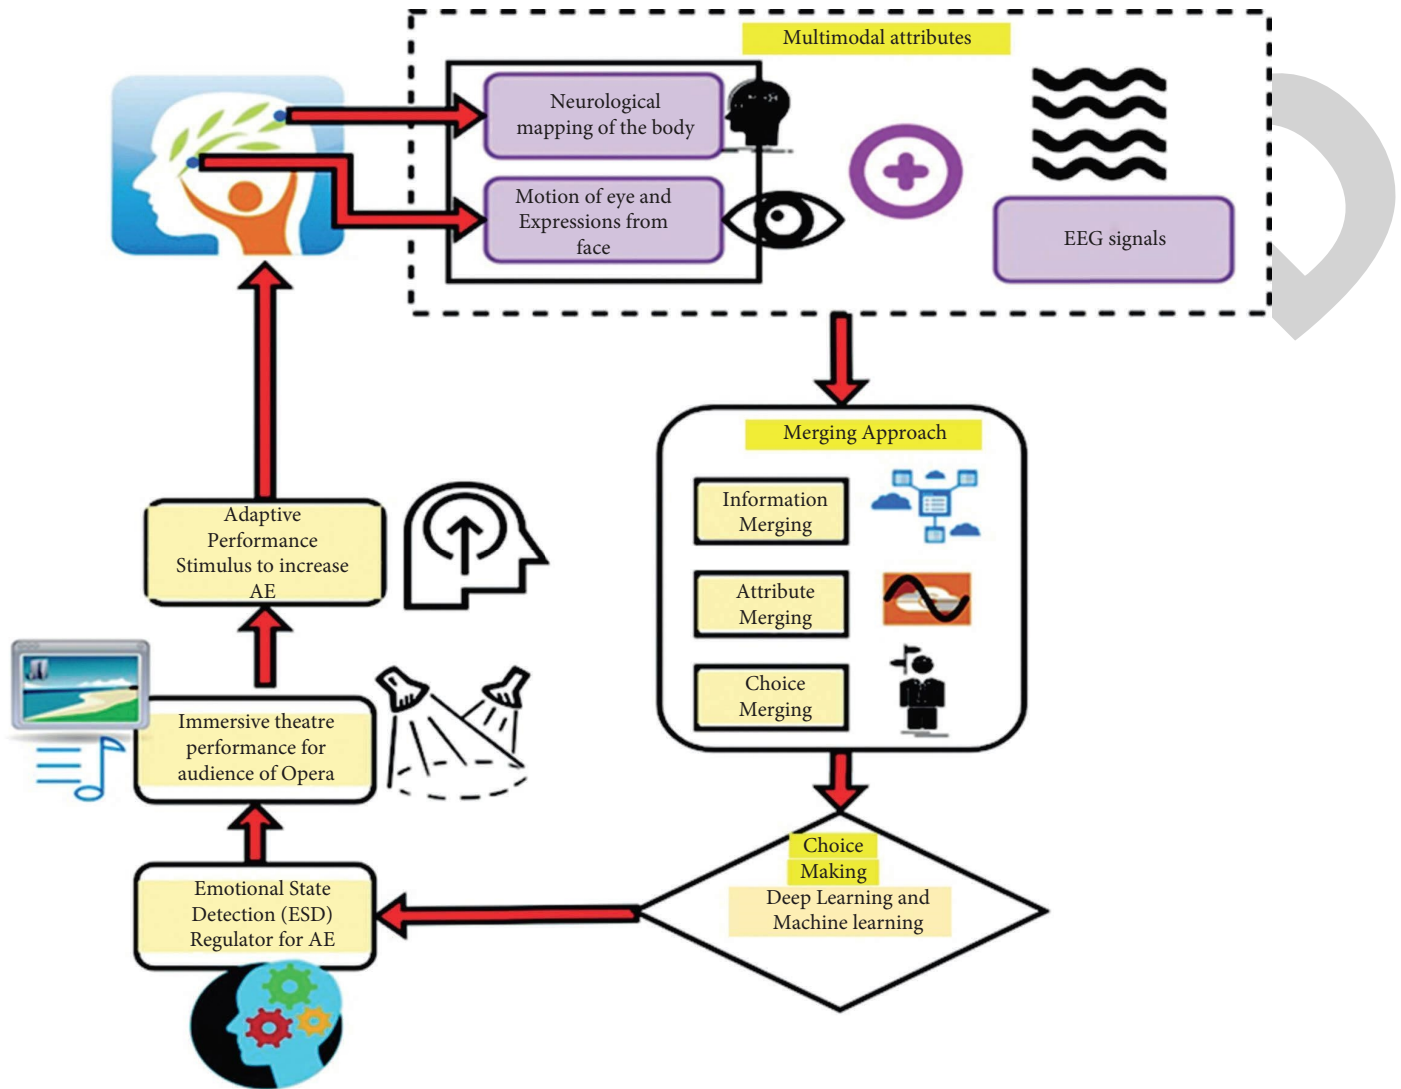 Multimodal attributes
Neurological
mapping of the body
Motion of eye and
Expressions from
face
EEG signals
Merging Approach
Information
Merging
Attribute
Merging
Choice
Merging
Choice
Making
Deep Learning and
Machine learning
Emotional State
Detection (ESD)
Regulator for AE
Immersive theatre
performance for
audience of Opera
Adaptive
Performance
Stimulus to increase
AE